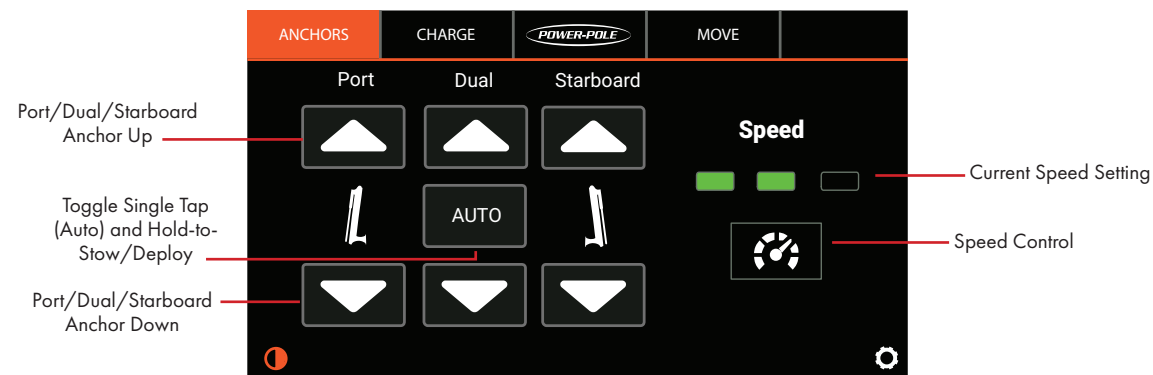 ANCHORS
CHARGE
POWER-POLE
MOVE
Port
Dual
Starboard
Port/Dual/Starboard
Anchor Up
Speed
Current Speed Setting
Toggle Single Tap
(Auto) and Hold-to-
Stow/Deploy
AUTO
Speed Control
Port/Dual/Starboard
Anchor Down